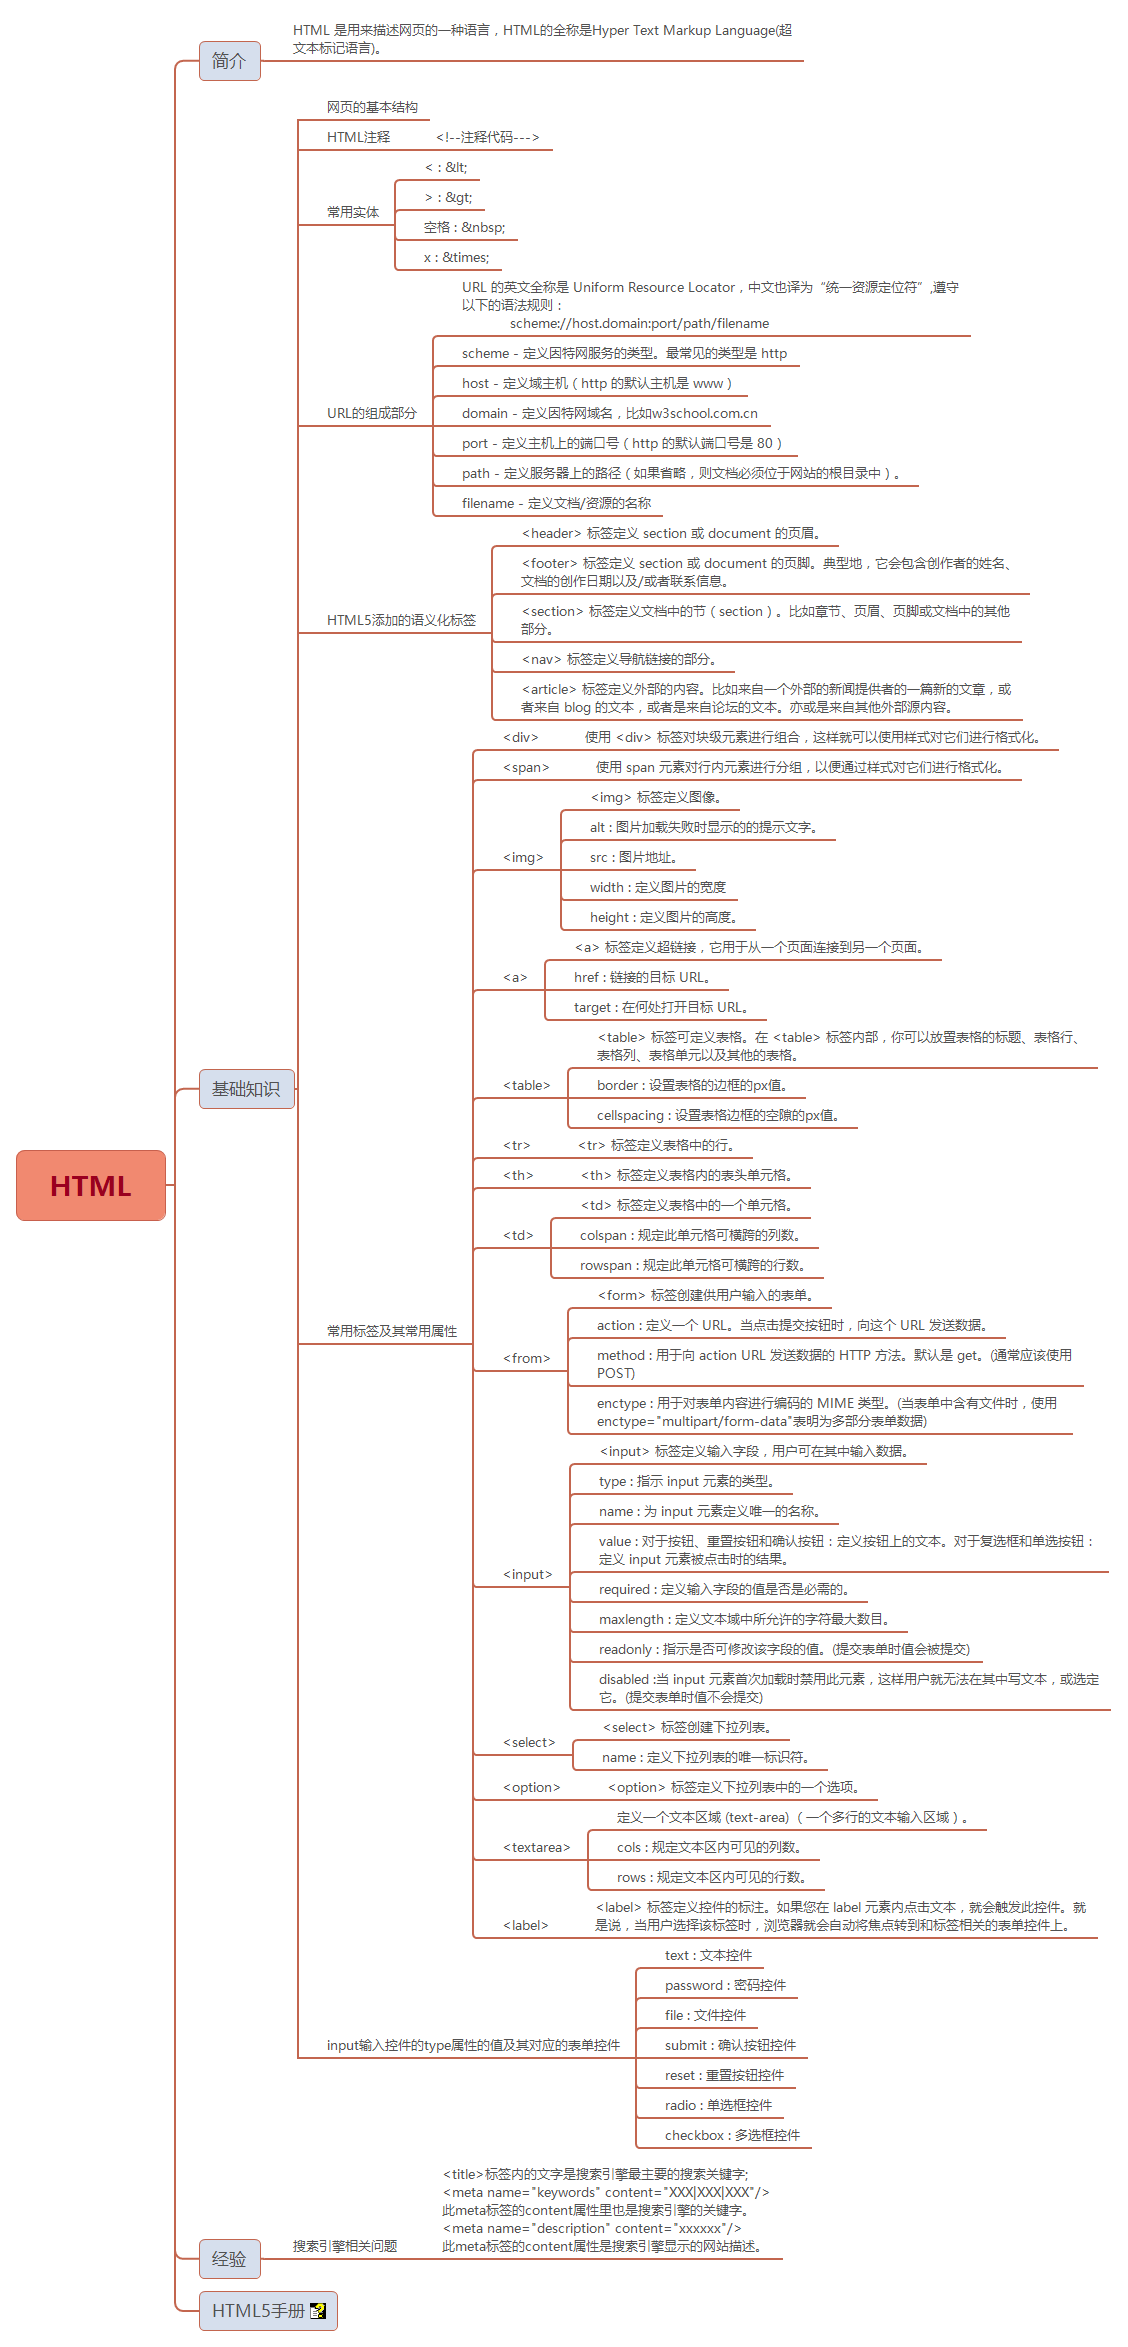 HTML
简介
HTML 是用来描述网页的一种语言，HTML的全称是Hyper Text Markup Language(超
文本标记语言)。
基础知识
网页的基本结构
HTML注释
<!--注释代码--->
常用实体
< : &lt;
> : &gt;
空格 : &nbsp;
x : &times;
URL的组成部分
URL 的英文全称是 Uniform Resource Locator，中文也译为“统一资源定位符”,遵守
以下的语法规则：
scheme://host.domain:port/path/filename
scheme - 定义因特网服务的类型。最常见的类型是 http
host - 定义域主机（http 的默认主机是 www）
domain - 定义因特网域名，比如w3school.com.cn
port - 定义主机上的端口号（http 的默认端口号是 80）
path - 定义服务器上的路径（如果省略，则文档必须位于网站的根目录中）。
filename - 定义文档/资源的名称
HTML5添加的语义化标签
<header> 标签定义 section 或 document 的页眉。
<footer> 标签定义 section 或 document 的页脚。典型地，它会包含创作者的姓名、
文档的创作日期以及/或者联系信息。
<section> 标签定义文档中的节（section）。比如章节、页眉、页脚或文档中的其他
部分。
<nav> 标签定义导航链接的部分。
<article> 标签定义外部的内容。比如来自一个外部的新闻提供者的一篇新的文章，或
者来自 blog 的文本，或者是来自论坛的文本。亦或是来自其他外部源内容。
常用标签及其常用属性
<div>
使用 <div> 标签对块级元素进行组合，这样就可以使用样式对它们进行格式化。
<span>
使用 span 元素对行内元素进行分组，以便通过样式对它们进行格式化。
<img>
<img> 标签定义图像。
alt : 图片加载失败时显示的的提示文字。
src : 图片地址。
width : 定义图片的宽度
height : 定义图片的高度。
<a>
<a> 标签定义超链接，它用于从一个页面连接到另一个页面。
href : 链接的目标 URL。
target : 在何处打开目标 URL。
<table>
<table> 标签可定义表格。在 <table> 标签内部，你可以放置表格的标题、表格行、
表格列、表格单元以及其他的表格。
border : 设置表格的边框的px值。
cellspacing : 设置表格边框的空隙的px值。
<tr>
<tr> 标签定义表格中的行。
<th>
<th> 标签定义表格内的表头单元格。
<td>
<td> 标签定义表格中的一个单元格。
colspan : 规定此单元格可横跨的列数。
rowspan : 规定此单元格可横跨的行数。
<from>
<form> 标签创建供用户输入的表单。
action : 定义一个 URL。当点击提交按钮时，向这个 URL 发送数据。
method : 用于向 action URL 发送数据的 HTTP 方法。默认是 get。(通常应该使用
POST)
enctype : 用于对表单内容进行编码的 MIME 类型。(当表单中含有文件时，使用
enctype="multipart/form-data"表明为多部分表单数据)
<input>
<input> 标签定义输入字段，用户可在其中输入数据。
type : 指示 input 元素的类型。
name : 为 input 元素定义唯一的名称。
value : 对于按钮、重置按钮和确认按钮：定义按钮上的文本。对于复选框和单选按钮：
定义 input 元素被点击时的结果。
required : 定义输入字段的值是否是必需的。
maxlength : 定义文本域中所允许的字符最大数目。
readonly : 指示是否可修改该字段的值。(提交表单时值会被提交)
disabled :当 input 元素首次加载时禁用此元素，这样用户就无法在其中写文本，或选定
它。(提交表单时值不会提交)
<select>
<select> 标签创建下拉列表。
name : 定义下拉列表的唯一标识符。
<option>
<option> 标签定义下拉列表中的一个选项。
<textarea>
定义一个文本区域 (text-area) （一个多行的文本输入区域）。
cols : 规定文本区内可见的列数。
rows : 规定文本区内可见的行数。
<label>
<label> 标签定义控件的标注。如果您在 label 元素内点击文本，就会触发此控件。就
是说，当用户选择该标签时，浏览器就会自动将焦点转到和标签相关的表单控件上。
input输入控件的type属性的值及其对应的表单控件
text : 文本控件
password : 密码控件
file : 文件控件
submit : 确认按钮控件
reset : 重置按钮控件
radio : 单选框控件
checkbox : 多选框控件
经验
搜索引擎相关问题
<title>标签内的文字是搜索引擎最主要的搜索关键字;
<meta name="keywords" content="XXX|XXX|XXX"/>
此meta标签的content属性里也是搜索引擎的关键字。
<meta name="description" content="xxxxxx"/>
此meta标签的content属性是搜索引擎显示的网站描述。
HTML5手册